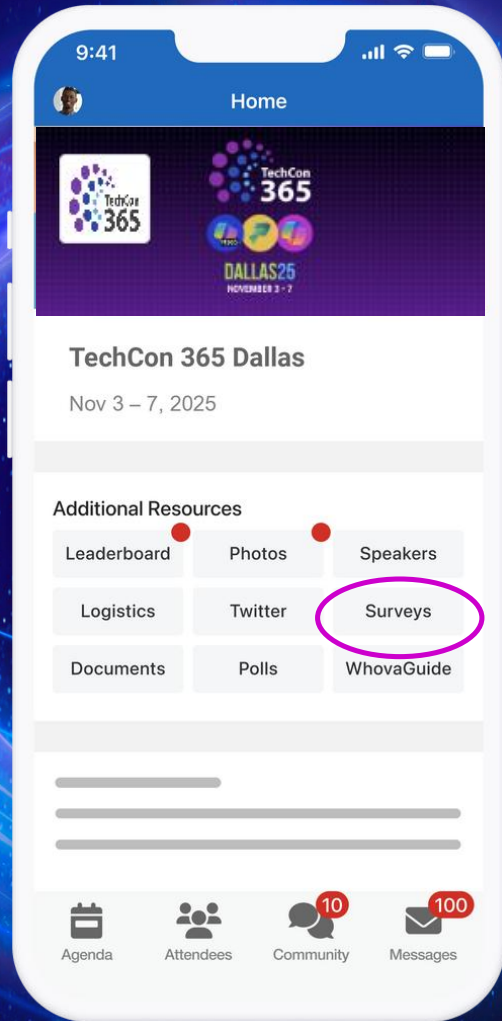 9:41
Home
TechCon
365
TechCon
365
DALLAS25
NOVEMBER 3 - 7
TechCon 365 Dallas
Nov 3 – 7, 2025
Additional Resources
Leaderboard Photos Speakers
Logistics Twitter Surveys
Documents Polls WhovaGuide
10 100
Agenda Attendees Community Messages